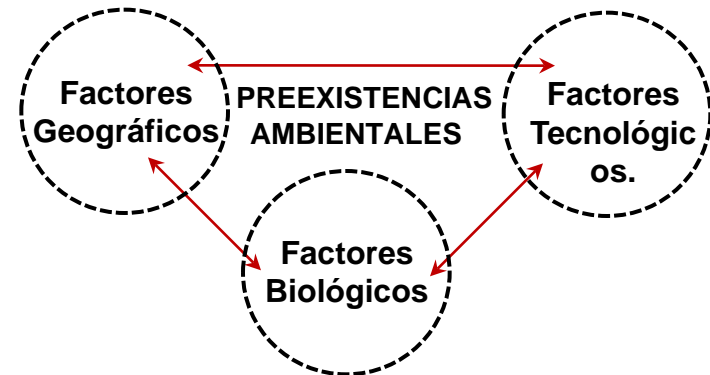 Factores
Geográficos
PREEXISTENCIAS
AMBIENTALES
Factores
Tecnológic
os.
Factores
Biológicos